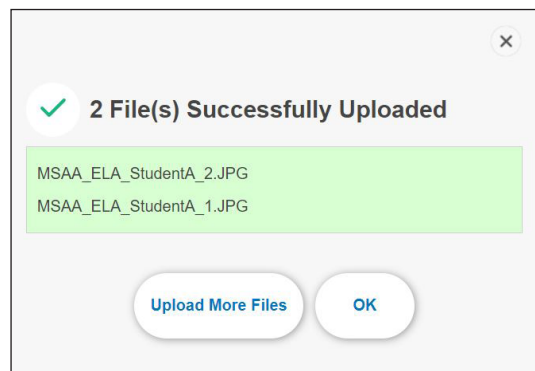 2 File(s) Successfully Uploaded
MSAA_ELA_StudentA_2.JPG
MSAA_ELA_StudentA_1.JPG
Upload More Files
OK